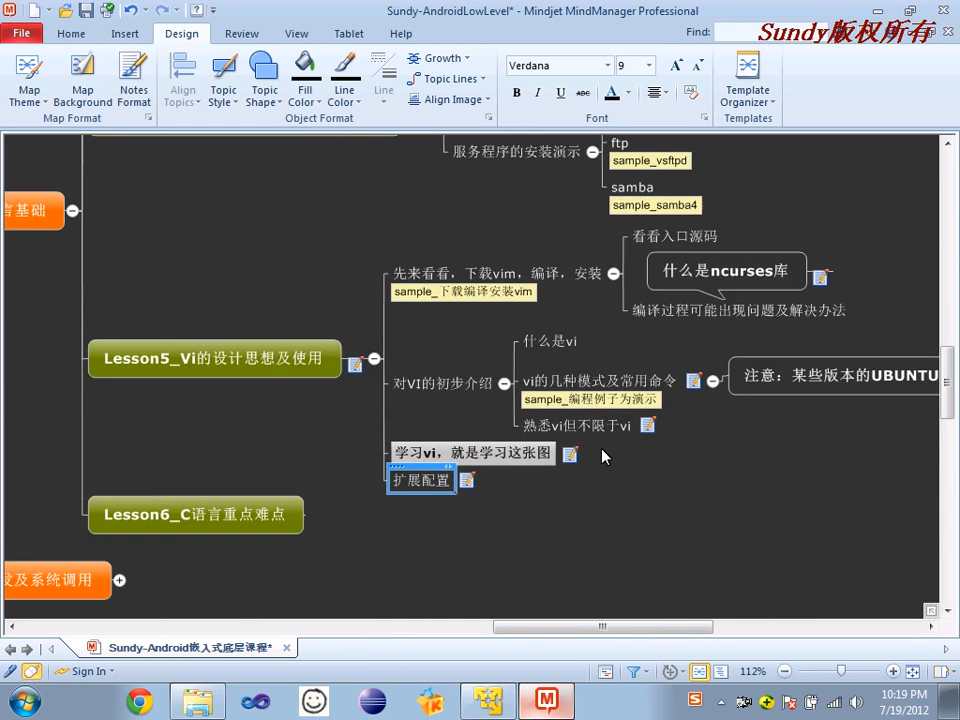 Sundy-AndroidLowLevel* - Mindjet MindManager Professional
File Home Insert Design Review View Tablet Help Find:
Sundy版权所有
Map Theme Map Background Notes Format
Align Topics Topic Style Topic Shape Fill Color Line Color Line
Growth
Topic Lines
Align Image
Verdana 9
B I U ABC A
Template Organizer
Map Format Object Format Font Templates
ftp
服务程序的安装演示
sample_vsftpd
samba
sample_samba4
言基础
看看入口源码
先来看看，下载vim，编译，安装
什么是ncurses库
sample_下载编译安装vim
编译过程可能出现问题及解决办法
什么是vi
Lesson5_Vi的设计思想及使用
对VI的初步介绍
vi的几种模式及常用命令
注意：某些版本的UBUNTU
sample_编程例子为演示
熟悉vi但不限于vi
学习vi，就是学习这张图
扩展配置
Lesson6_C语言重点难点
发及系统调用
Sundy-Android嵌入式底层课程*
Sign In
112%
10:19 PM
7/19/2012